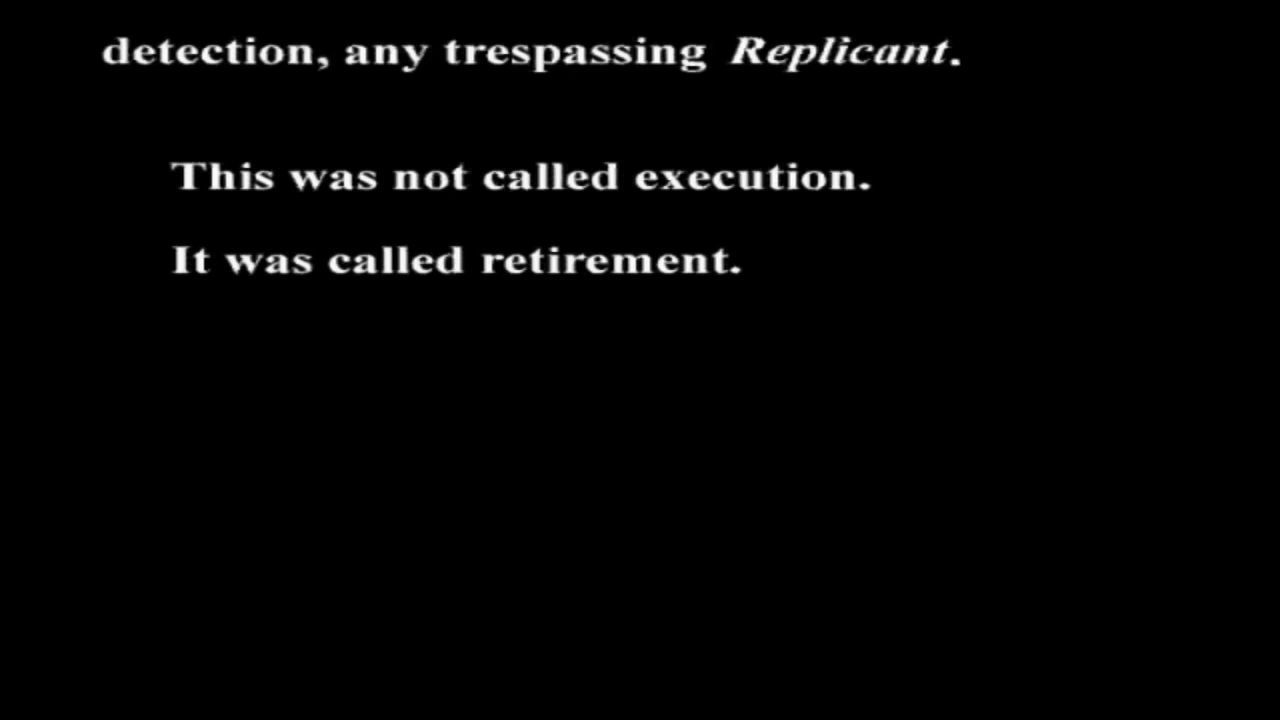 detection, any trespassing Replicant.
This was not called execution.
It was called retirement.